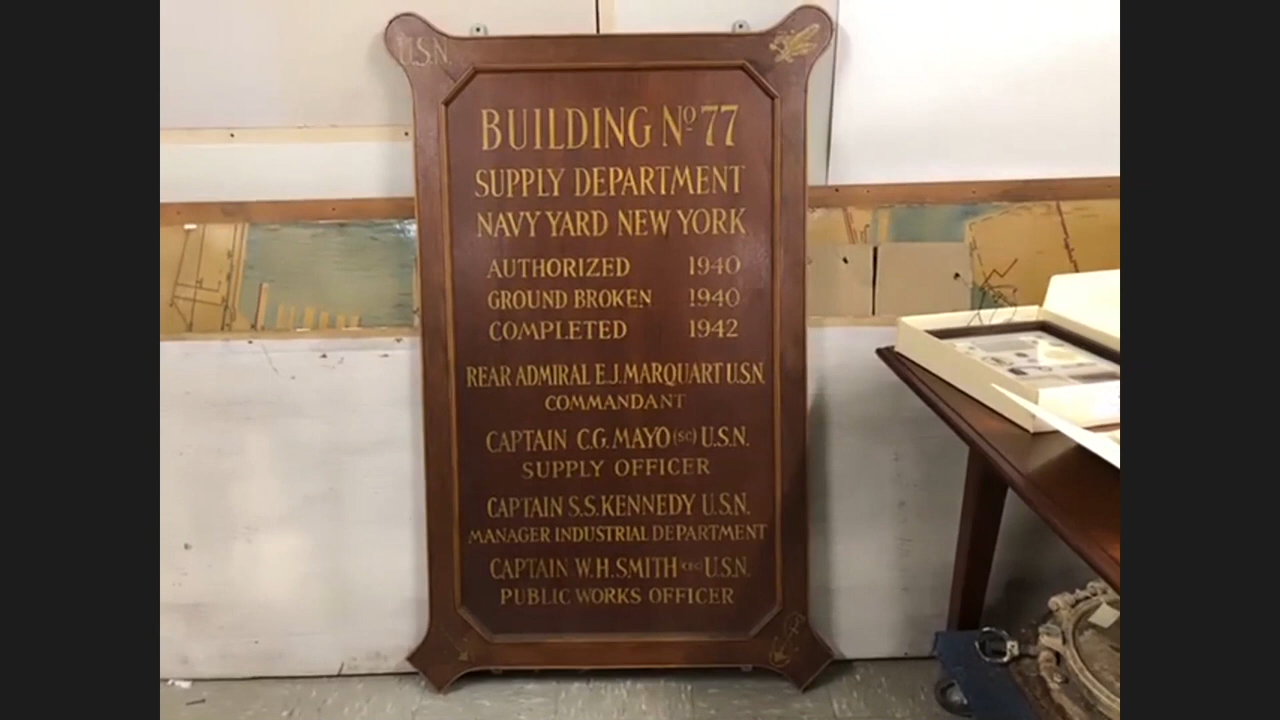 U.S.N.
BUILDING Nº 77
SUPPLY DEPARTMENT
NAVY YARD NEW YORK
AUTHORIZED 1940
GROUND BROKEN 1940
COMPLETED 1942
REAR ADMIRAL E.J. MARQUART U.S.N.
COMMANDANT
CAPTAIN C.G. MAYO (SC) U.S.N.
SUPPLY OFFICER
CAPTAIN S.S. KENNEDY U.S.N.
MANAGER INDUSTRIAL DEPARTMENT
CAPTAIN W.H. SMITH (CEC) U.S.N.
PUBLIC WORKS OFFICER